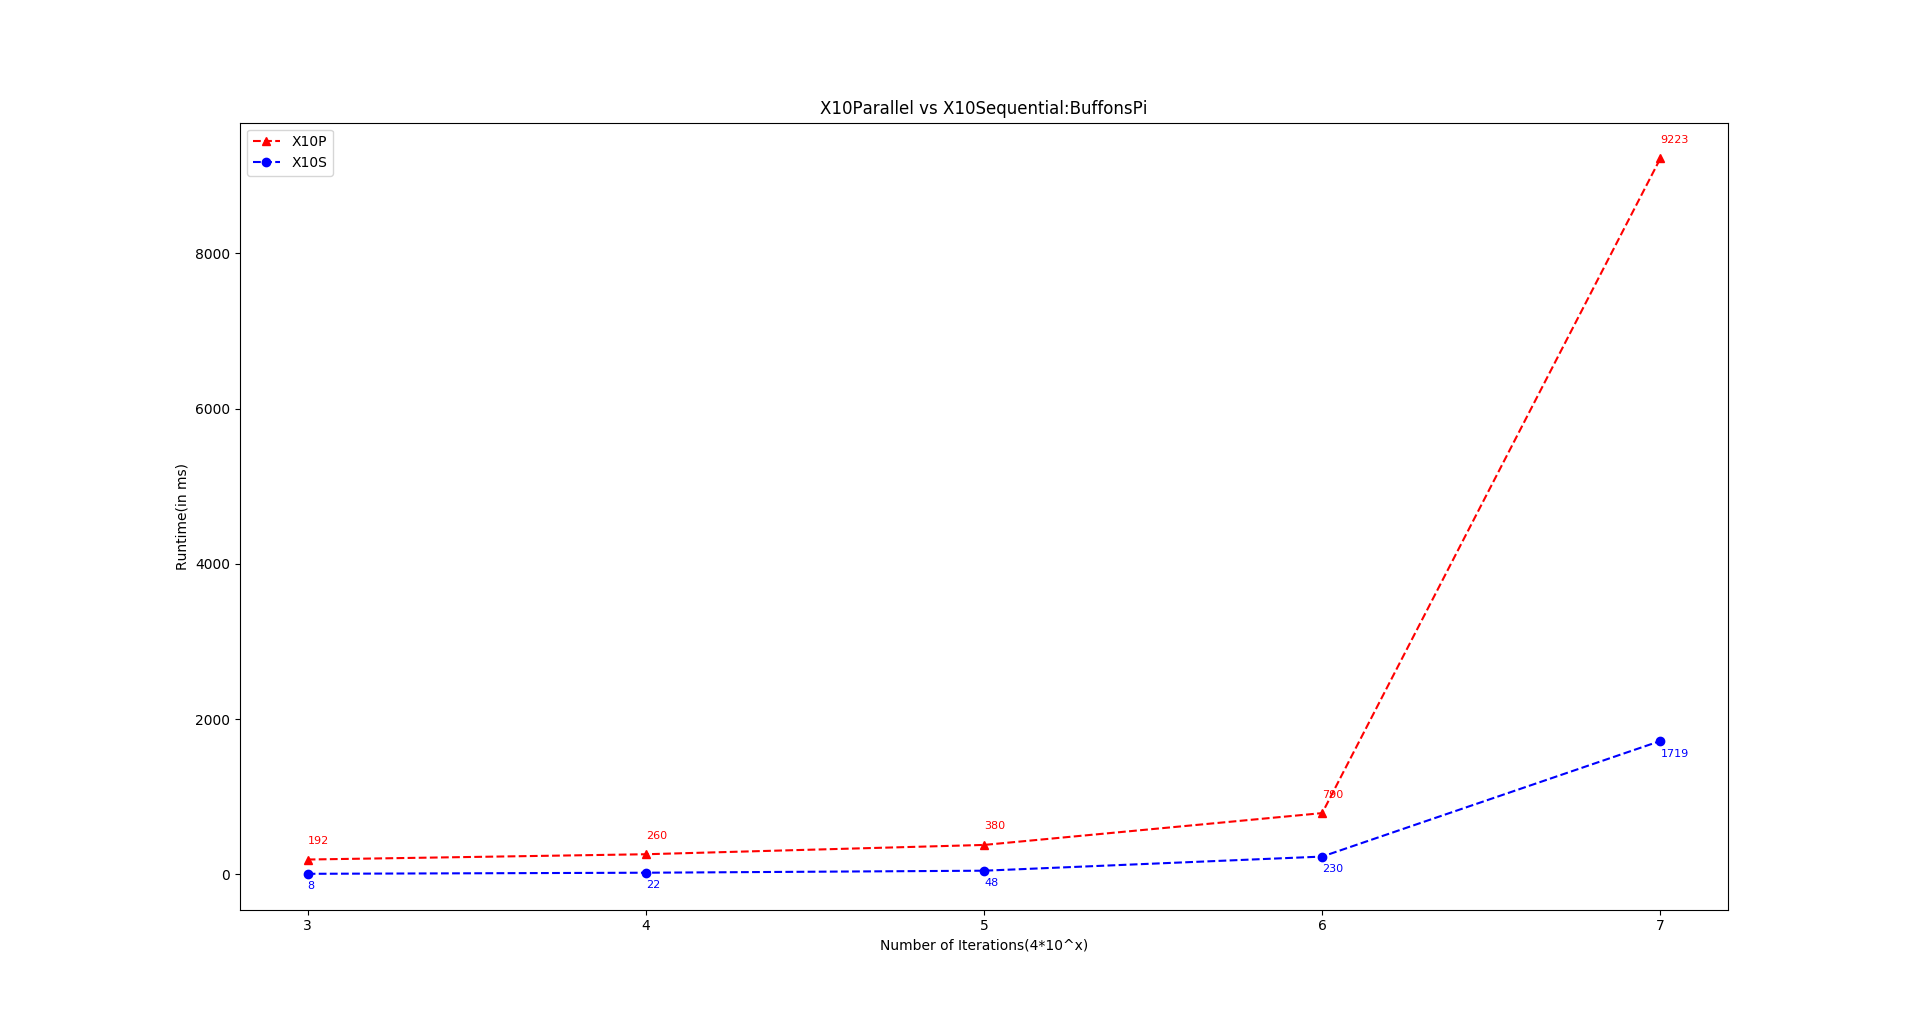 X10Parallel vs X10Sequential:BuffonsPi
X10P
X10S
9223
8000
6000
Runtime(in ms)
4000
2000
1719
790
380
260
192
0
230
48
22
8
3 4 5 6 7
Number of Iterations(4*10^x)